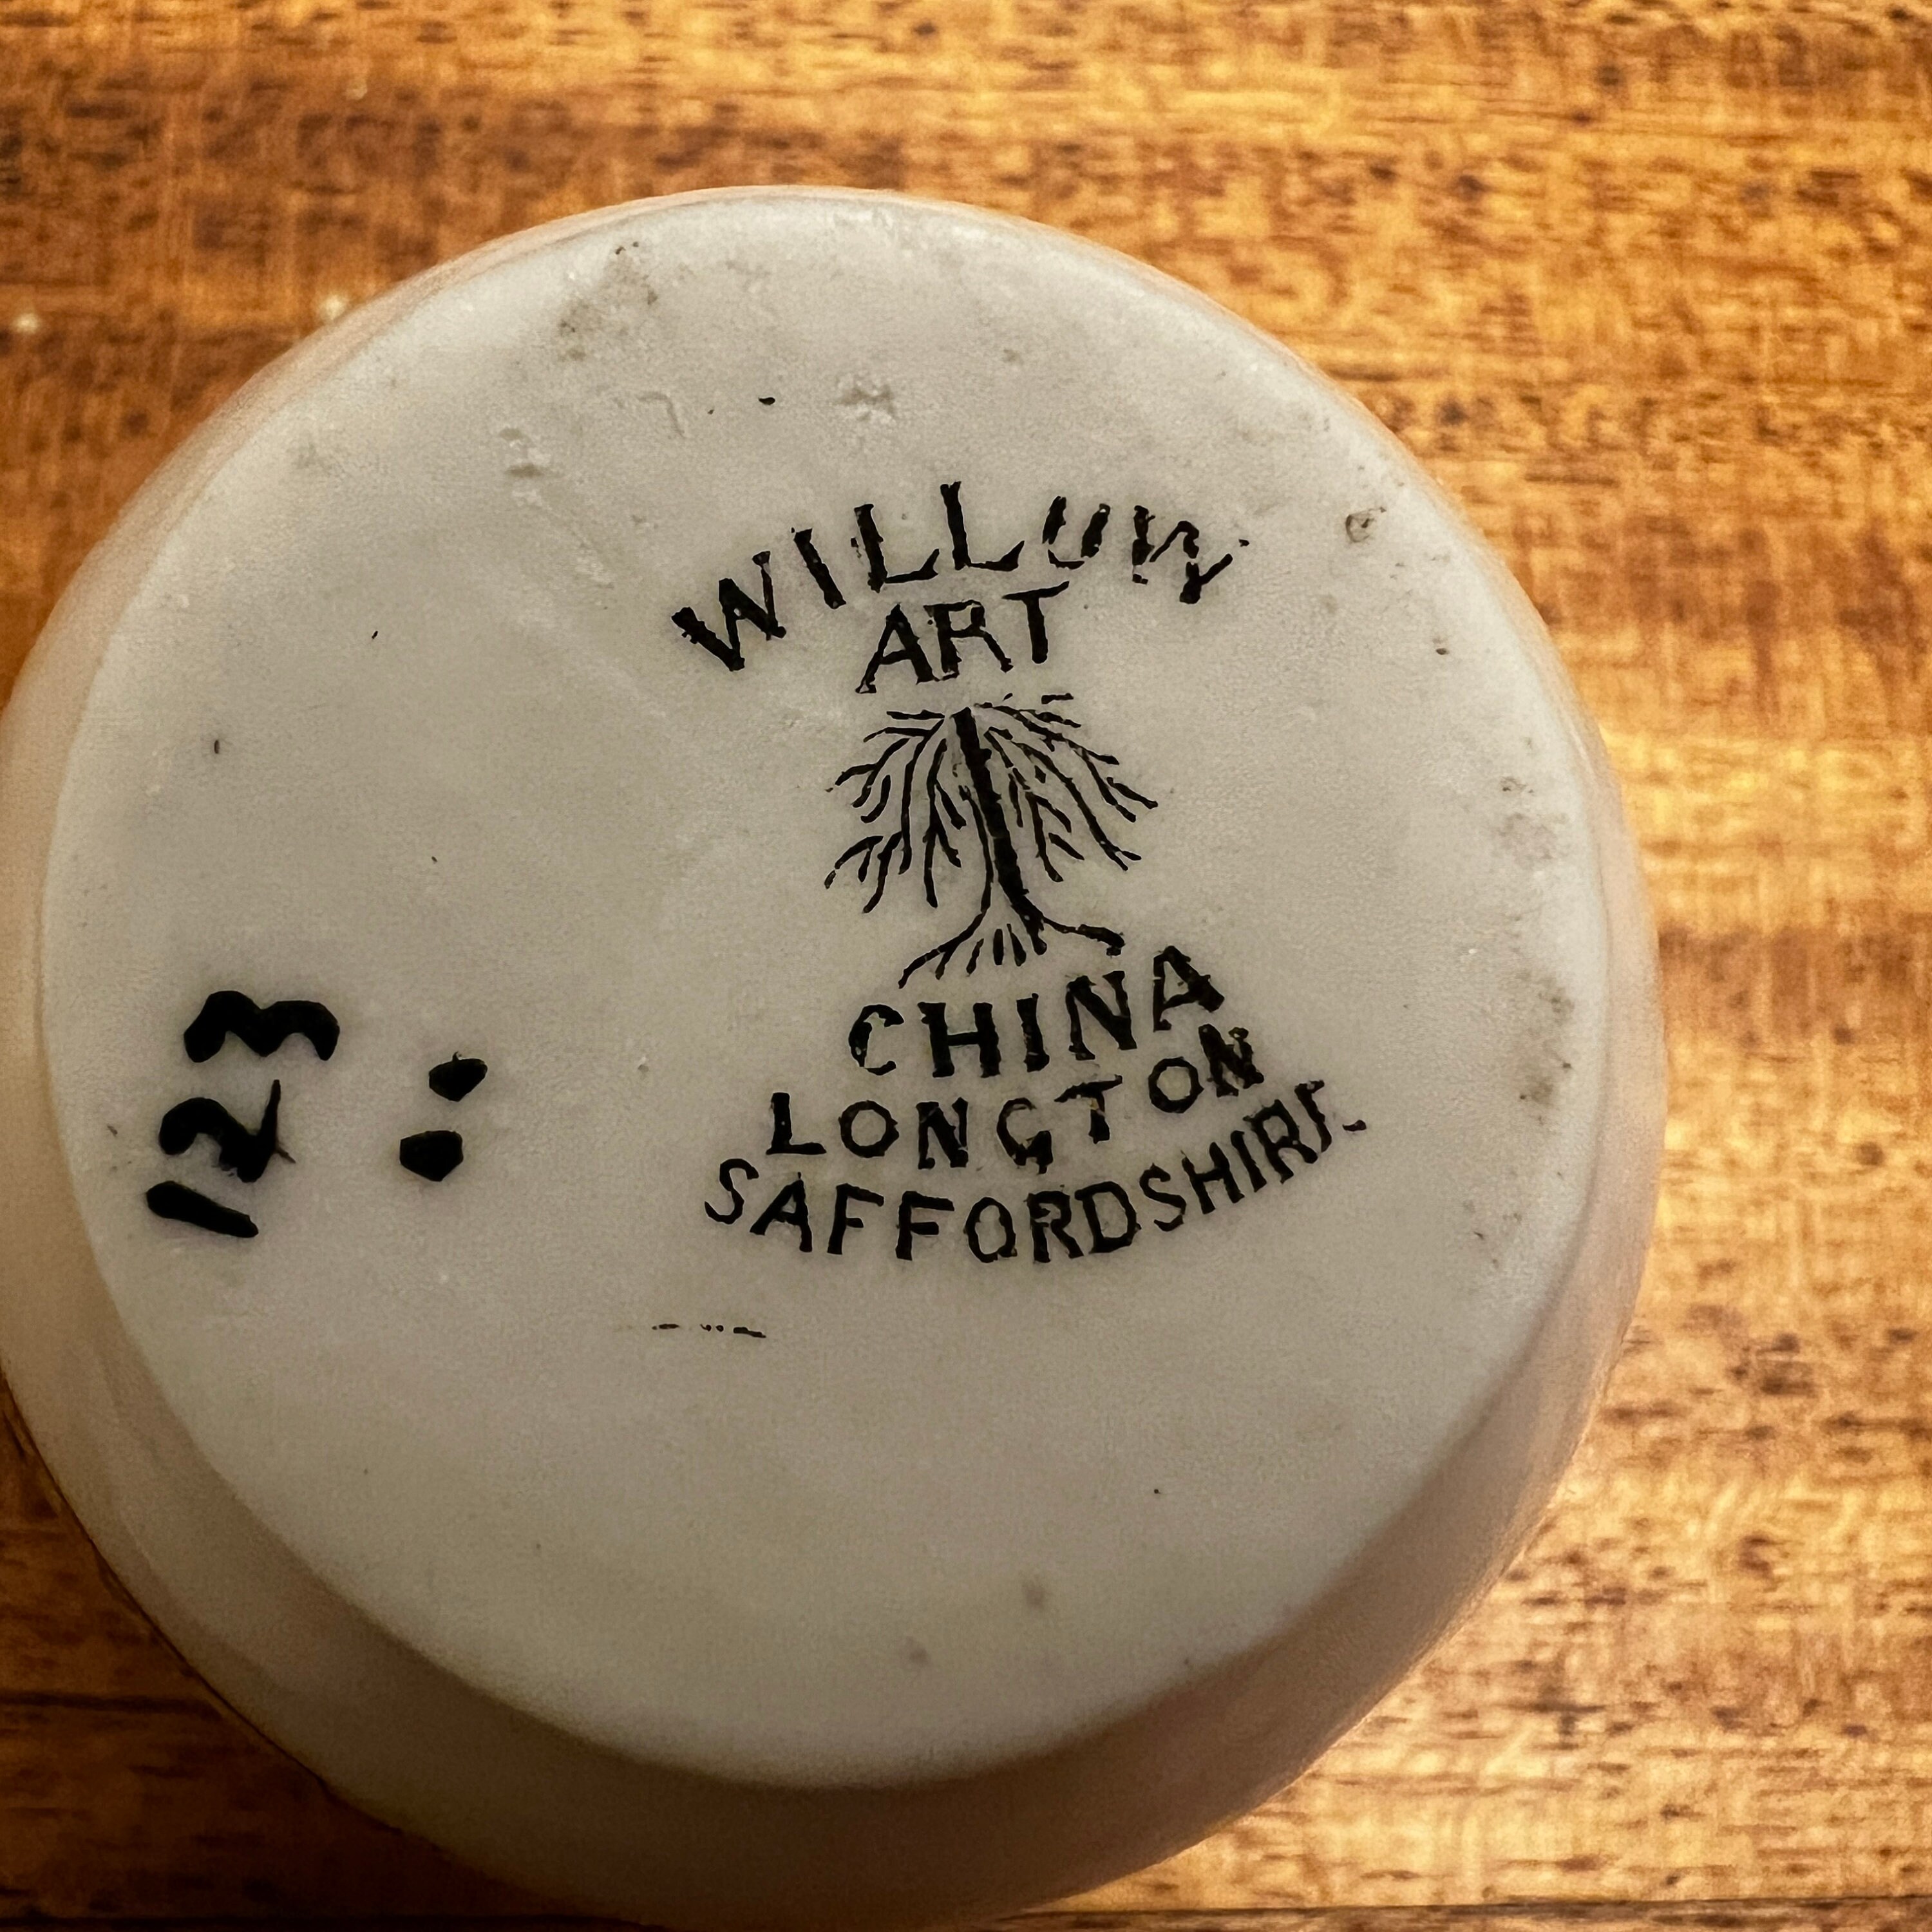 WILLOW
ART
CHINA
LONGTON
SAFFORDSHIRE
123